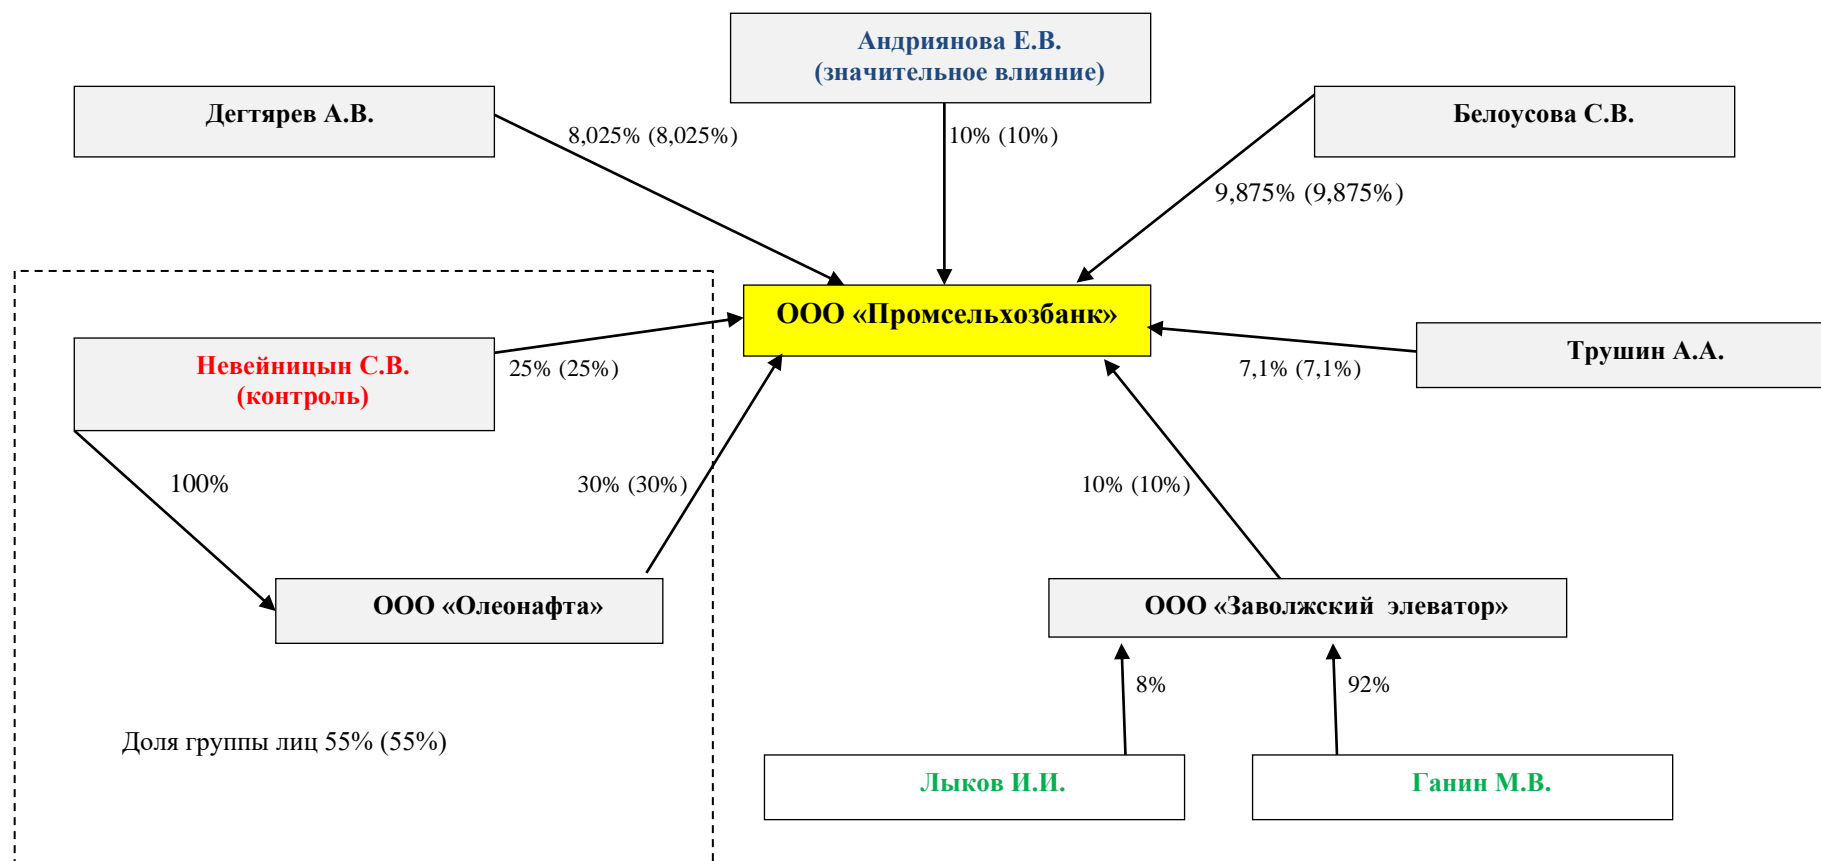 Андриянова Е.В.
(значительное влияние)
Дегтярев А.В.
Белоусова С.В.
8,025% (8,025%)
10% (10%)
9,875% (9,875%)
ООО «Промсельхозбанк»
Невейницын С.В.
(контроль)
25% (25%)
7,1% (7,1%)
Трушин А.А.
100%
30% (30%)
10% (10%)
ООО «Олеонафта»
ООО «Заволжский элеватор»
8%
92%
Доля группы лиц 55% (55%)
Лыков И.И.
Ганин М.В.